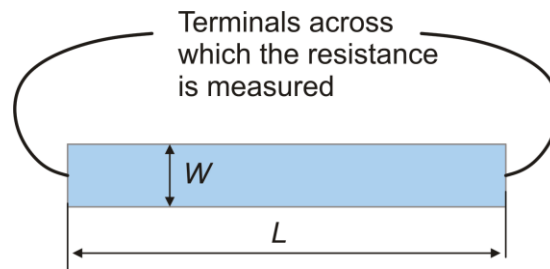 Terminals across
which the resistance
is measured
W
L